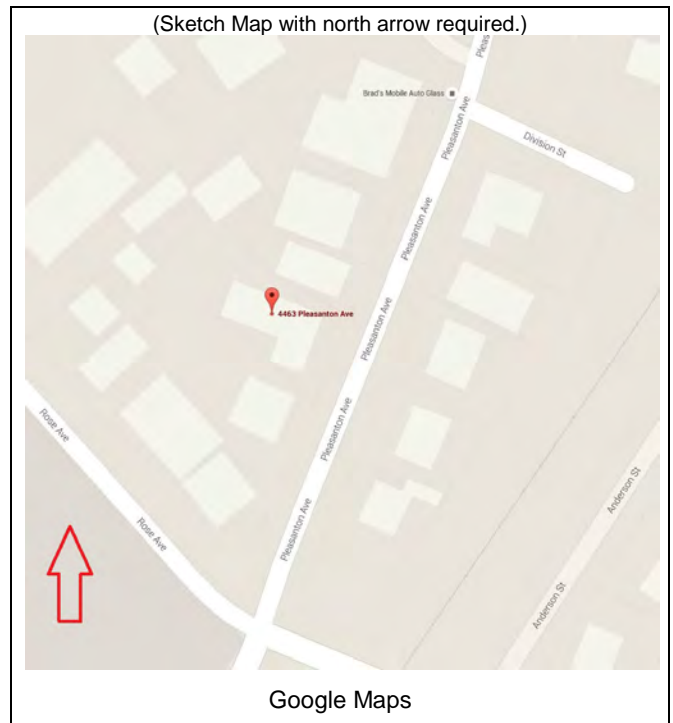 (Sketch Map with north arrow required.)
Pleas
Brad's Mobile Auto Glass
Pleasanton Ave
Division St
Pleasanton Ave
Pleasanton Ave
4463 Pleasanton Ave
Pleasanton Ave
Pleasanton Ave
Rose Ave
Rose Ave
Pleasanton Ave
Anderson St
Anderson St
Google Maps